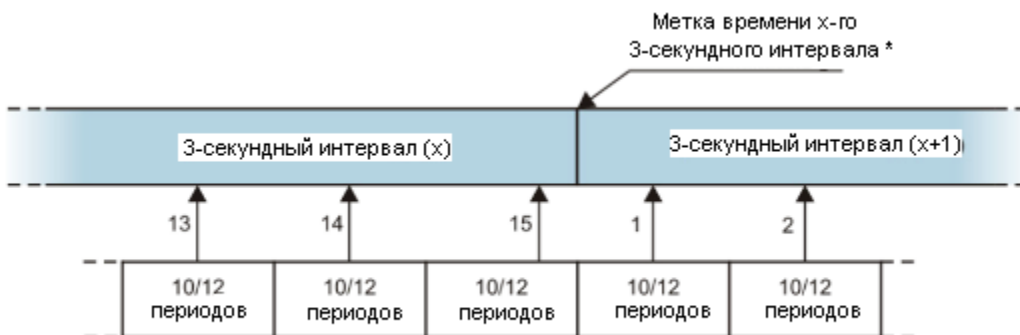 Метка времени x-го
3-секундного интервала *
3-секундный интервал (x)
3-секундный интервал (x+1)
13
14
15
1
2
10/12
периодов
10/12
периодов
10/12
периодов
10/12
периодов
10/12
периодов